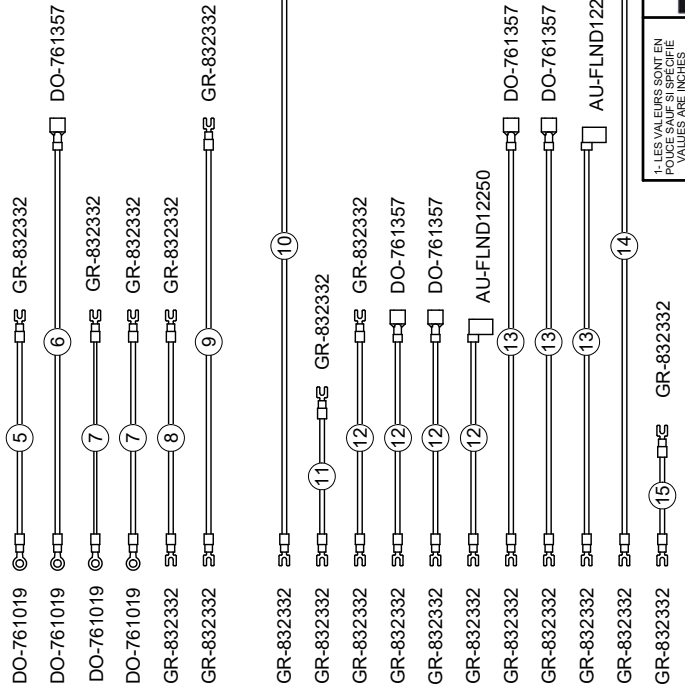 DO-761019 5 GR-832332
DO-761019 6 DO-761357
DO-761019 7 GR-832332
DO-761019 7 GR-832332
GR-832332 8 GR-832332
GR-832332 9 GR-832332
GR-832332 10
GR-832332 11 GR-832332
GR-832332 12 GR-832332
GR-832332 12 DO-761357
GR-832332 12 DO-761357
GR-832332 12 AU-FLND12250
GR-832332 13 DO-761357
GR-832332 13 DO-761357
GR-832332 13 AU-FLND122
GR-832332 14
GR-832332 15 GR-832332
1- LES VALEURS SONT EN
POUCE SAUF SI SPÉCIFIÉ
VALUES ARE INCHES